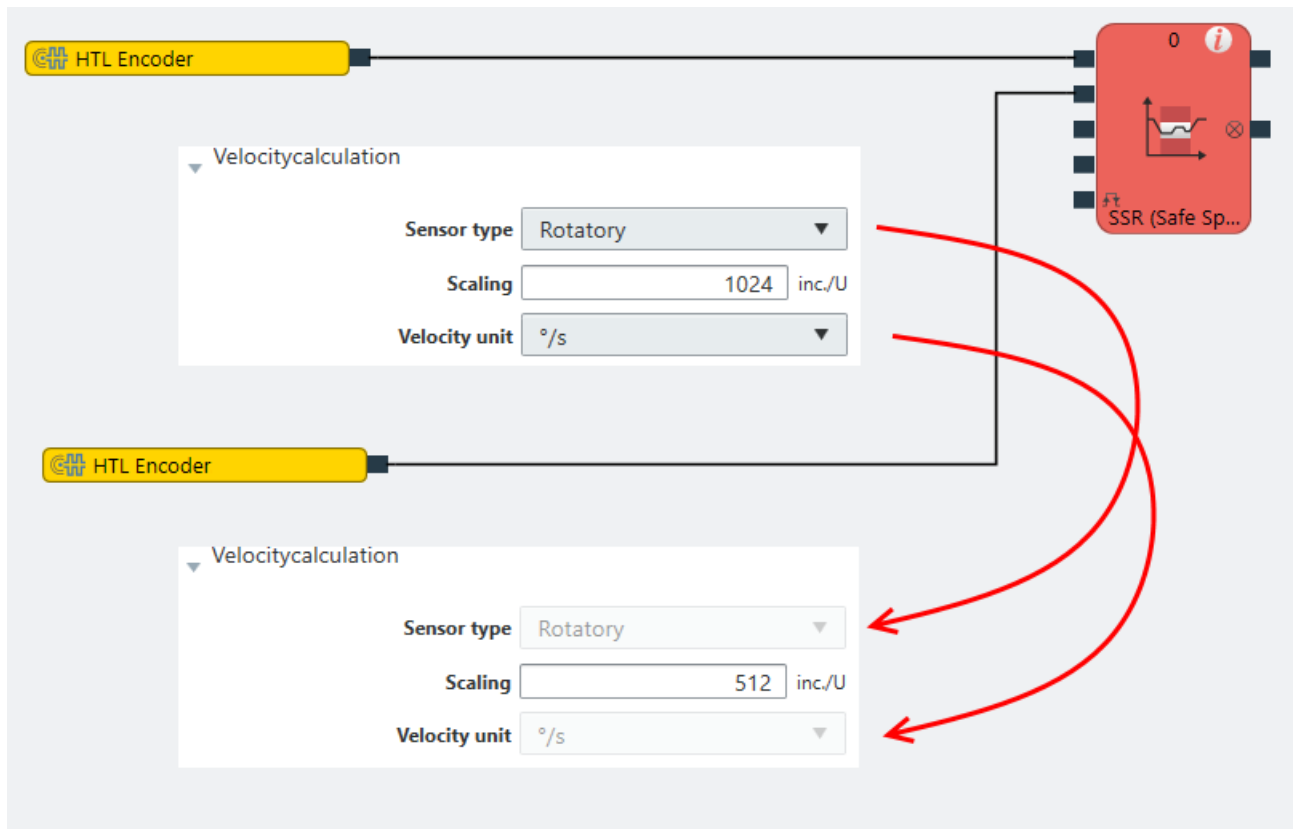 HTL Encoder
0 i
SSR (Safe Sp...
Velocitycalculation
Sensor type Rotatory
Scaling 1024 inc./U
Velocity unit °/s
HTL Encoder
Velocitycalculation
Sensor type Rotatory
Scaling 512 inc./U
Velocity unit °/s